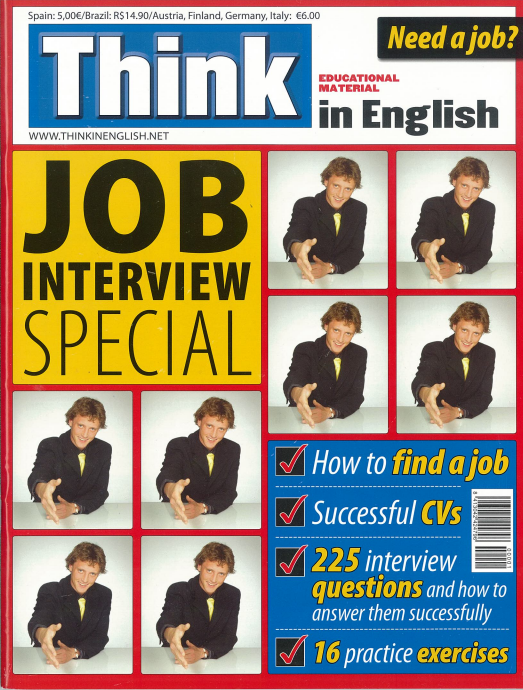 Spain: 5,00€/Brazil: R$14.90/Austria, Finland, Germany, Italy: €6.00
Need a job?
Think
EDUCATIONAL
MATERIAL
in English
WWW.THINKINENGLISH.NET
JOB
INTERVIEW
SPECIAL
How to find a job
Successful CVs
225 interview
questions and how to
answer them successfully
16 practice exercises
00001